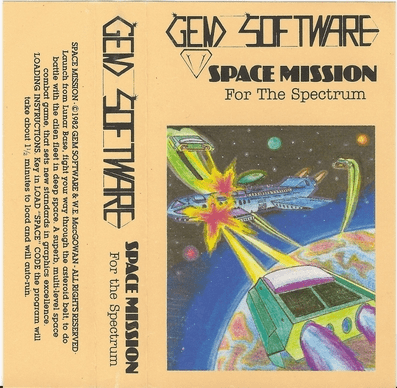 SPACE MISSION - © 1982 GEM SOFTWARE & W.E. MacGOWAN - ALL RIGHTS RESERVED
Launch from Lunar Base, fight your way through the asteroid belt, to do
battle with the alien fleet in deep space. A superb, multi-level space
combat game, that sets new standards in graphics excellence
LOADING INSTRUCTIONS: Key in LOAD "SPACE" CODE the program will
take about 1½ minutes to load and will auto-run.
GEM SOFTWARE
SPACE MISSION
For the Spectrum
GEM SOFTWARE
SPACE MISSION
For The Spectrum